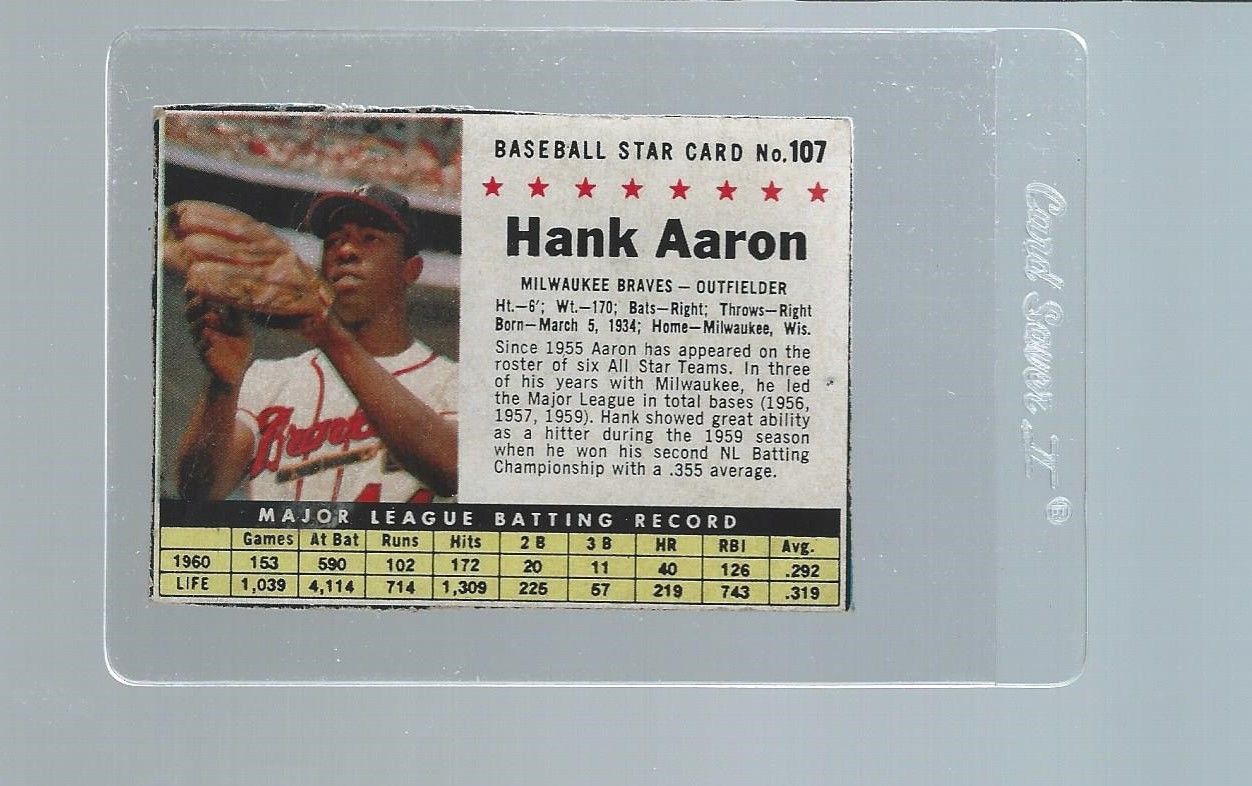 BASEBALL STAR CARD No.107
Hank Aaron
MILWAUKEE BRAVES — OUTFIELDER
Ht.—6'; Wt.—170; Bats—Right; Throws—Right
Born—March 5, 1934; Home—Milwaukee, Wis.
Since 1955 Aaron has appeared on the
roster of six All Star Teams. In three
of his years with Milwaukee, he led
the Major League in total bases (1956,
1957, 1959). Hank showed great ability
as a hitter during the 1959 season
when he won his second NL Batting
Championship with a .355 average.
Braves
44
MAJOR LEAGUE BATTING RECORD
Games At Bat Runs Hits 2 B 3 B HR RBI Avg.
1960 153 590 102 172 20 11 40 126 .292
LIFE 1,039 4,114 714 1,309 225 57 219 743 .319
Card Saver II ®